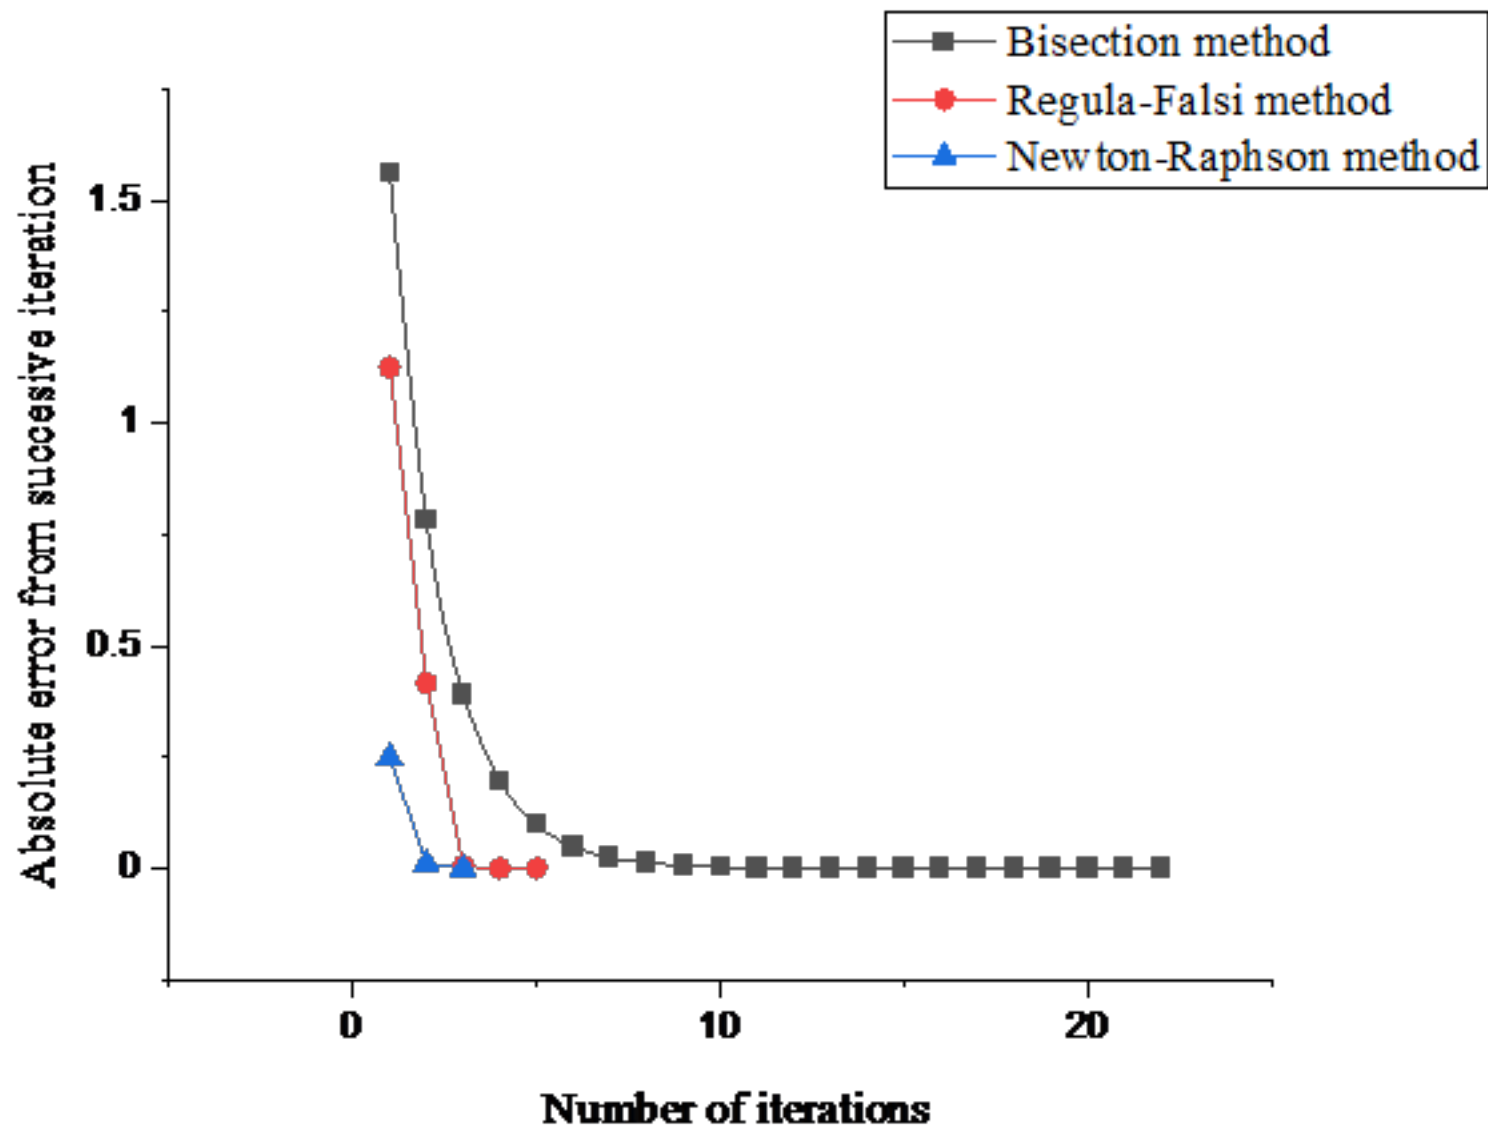 Bisection method
Regula-Falsi method
Newton-Raphson method
Absolute error from succesive iteration
1.5
1
0.5
0
0
10
20
Number of iterations